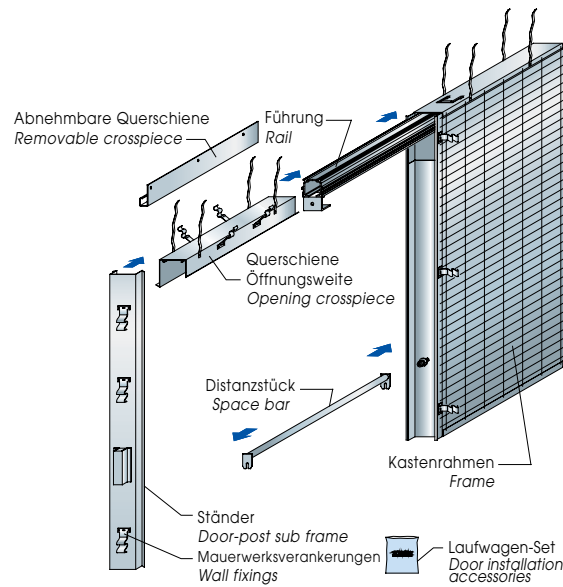 Abnehmbare Querschiene
Removable crosspiece
Führung
Rail
Querschiene
Öffnungsweite
Opening crosspiece
Distanzstück
Space bar
Kastenrahmen
Frame
Ständer
Door-post sub frame
Mauerwerksverankerungen
Wall fixings
Laufwagen-Set
Door installation
accessories